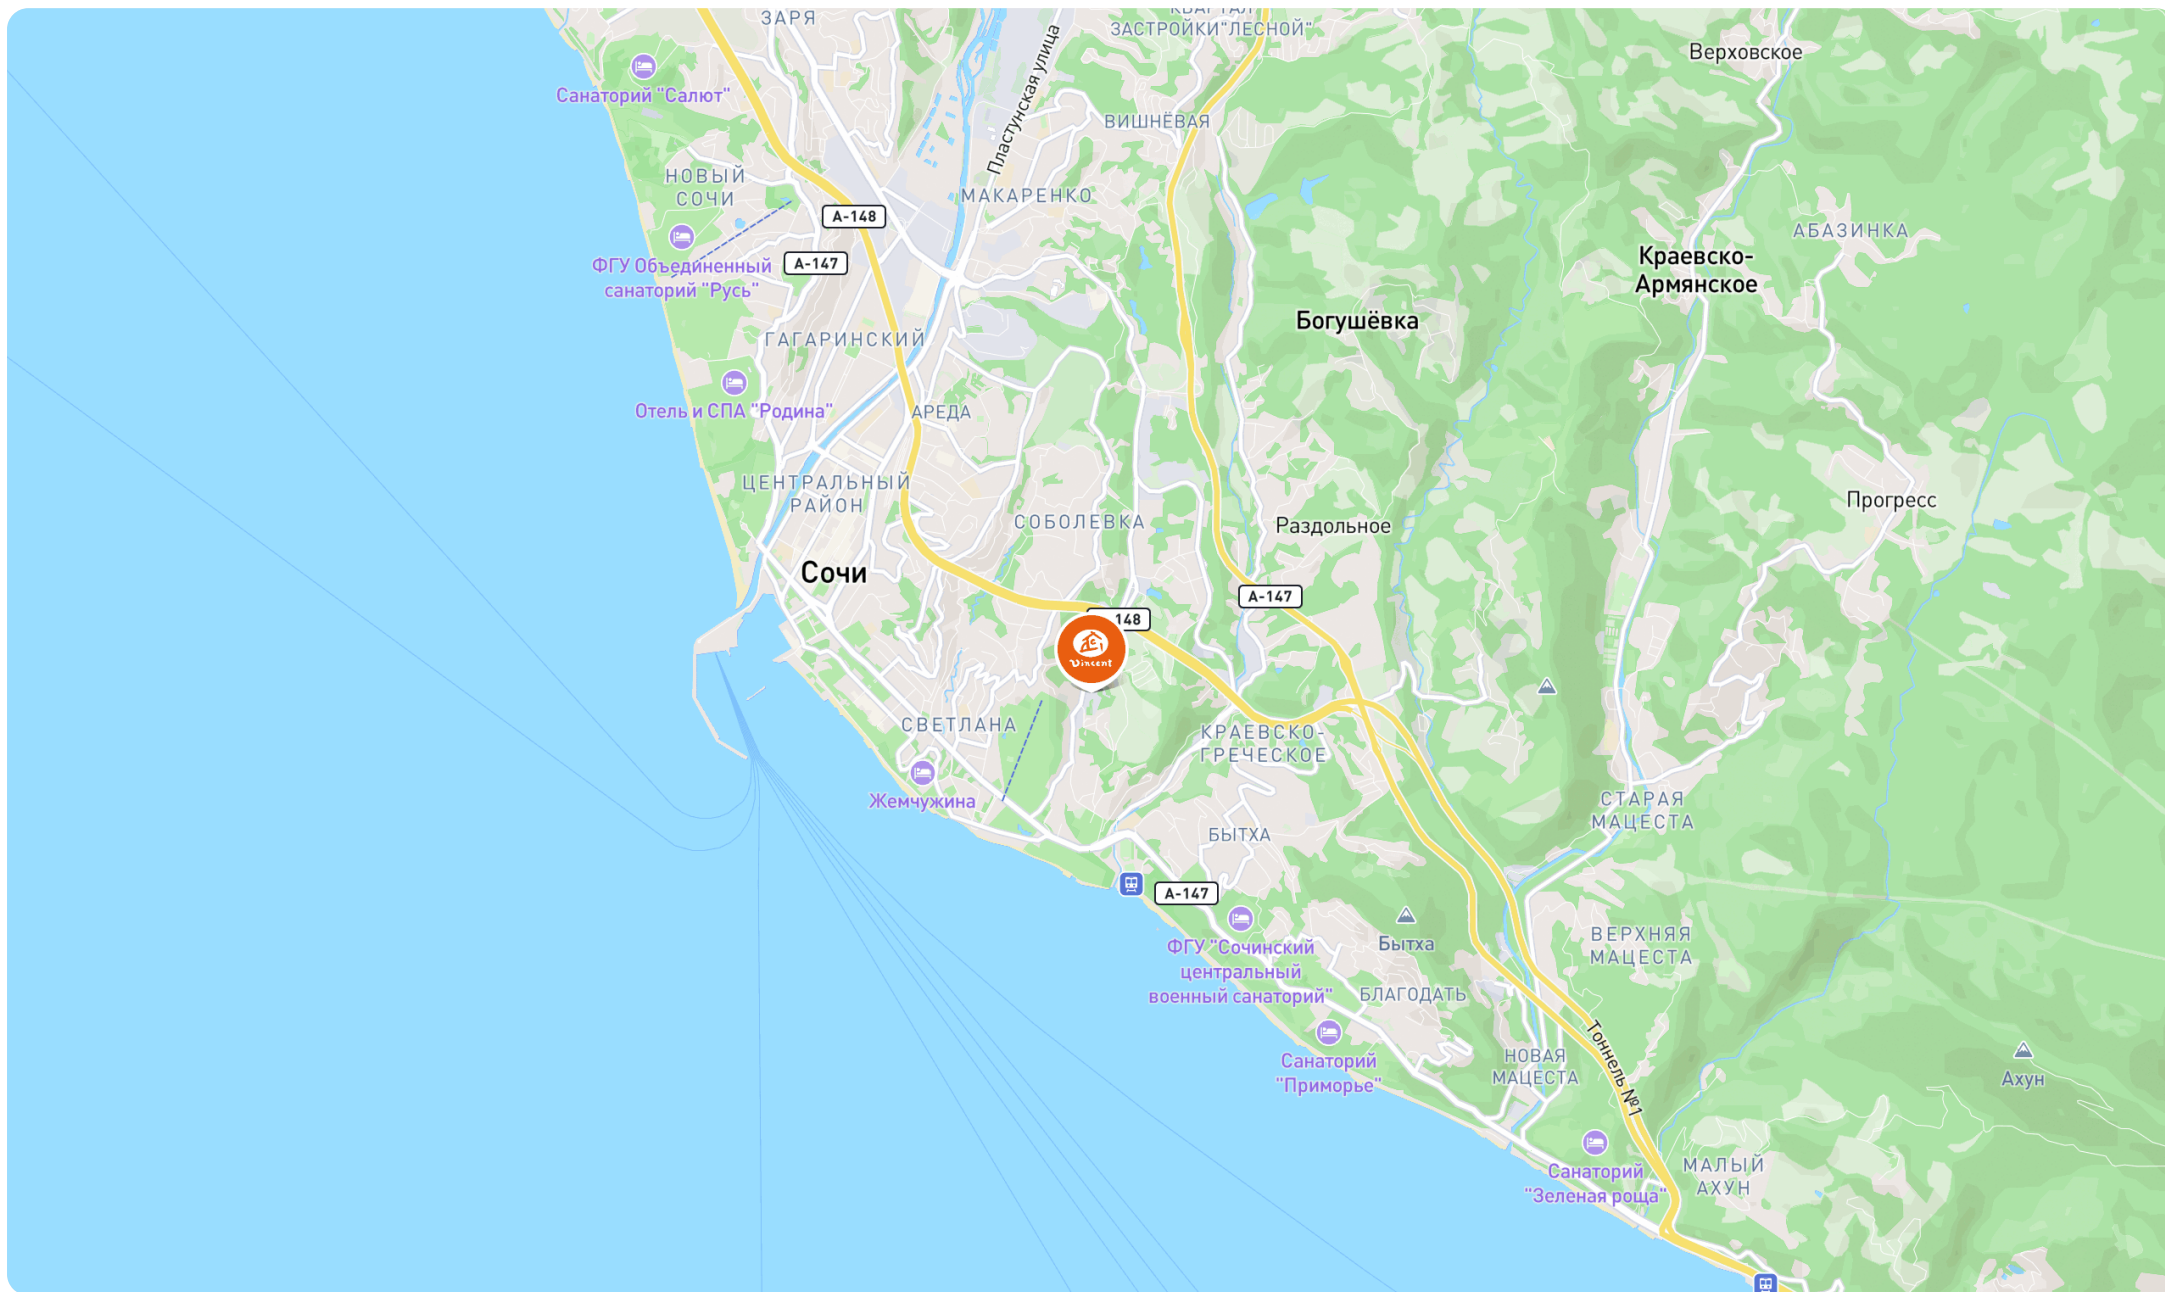 ЗАРЯ
КВАРТАЛ
ЗАСТРОЙКИ"ЛЕСНОЙ"
Верховское
Санаторий "Салют"
Пластунская улица
ВИШНЁВАЯ
НОВЫЙ
СОЧИ
МАКАРЕНКО
А-148
АБАЗИНКА
ФГУ Объединенный
санаторий "Русь"
А-147
Краевско-
Армянское
Богушёвка
ГАГАРИНСКИЙ
Отель и СПА "Родина"
АРЕДА
ЦЕНТРАЛЬНЫЙ
РАЙОН
СОБОЛЕВКА
Раздольное
Прогресс
Сочи
А-147
148
Vincent
СВЕТЛАНА
КРАЕВСКО-
ГРЕЧЕСКОЕ
Жемчужина
БЫТХА
СТАРАЯ
МАЦЕСТА
А-147
ФГУ "Сочинский
центральный
военный санаторий"
Бытха
ВЕРХНЯЯ
МАЦЕСТА
БЛАГОДАТЬ
Санаторий
"Приморье"
НОВАЯ
МАЦЕСТА
Тоннель №1
Ахун
Санаторий
"Зеленая роща"
МАЛЫЙ
АХУН